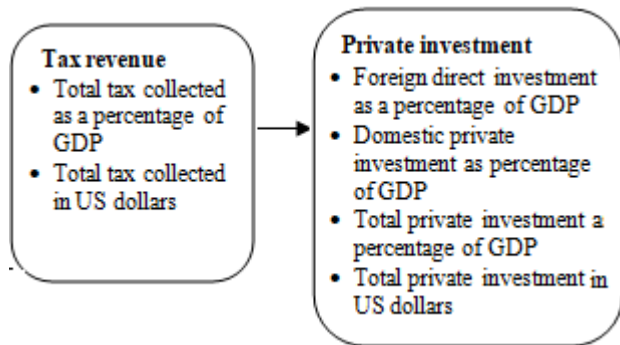 Tax revenue
• Total tax collected
as a percentage of
GDP
• Total tax collected
in US dollars
Private investment
• Foreign direct investment
as a percentage of GDP
• Domestic private
investment as percentage
of GDP
• Total private investment a
percentage of GDP
• Total private investment in
US dollars